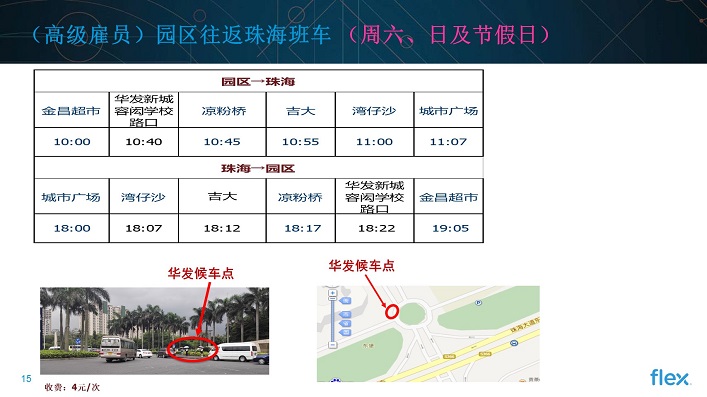 （高级雇员）园区往返珠海班车 （周六、日及节假日）
园区→珠海
金昌超市 华发新城容闳学校路口 凉粉桥 吉大 湾仔沙 城市广场
10:00 10:40 10:45 10:55 11:00 11:07
珠海→园区
城市广场 湾仔沙 吉大 凉粉桥 华发新城容闳学校路口 金昌超市
18:00 18:07 18:12 18:17 18:22 19:05
华发候车点
华发候车点
珠海大道东
15
收费：4元/次
flex